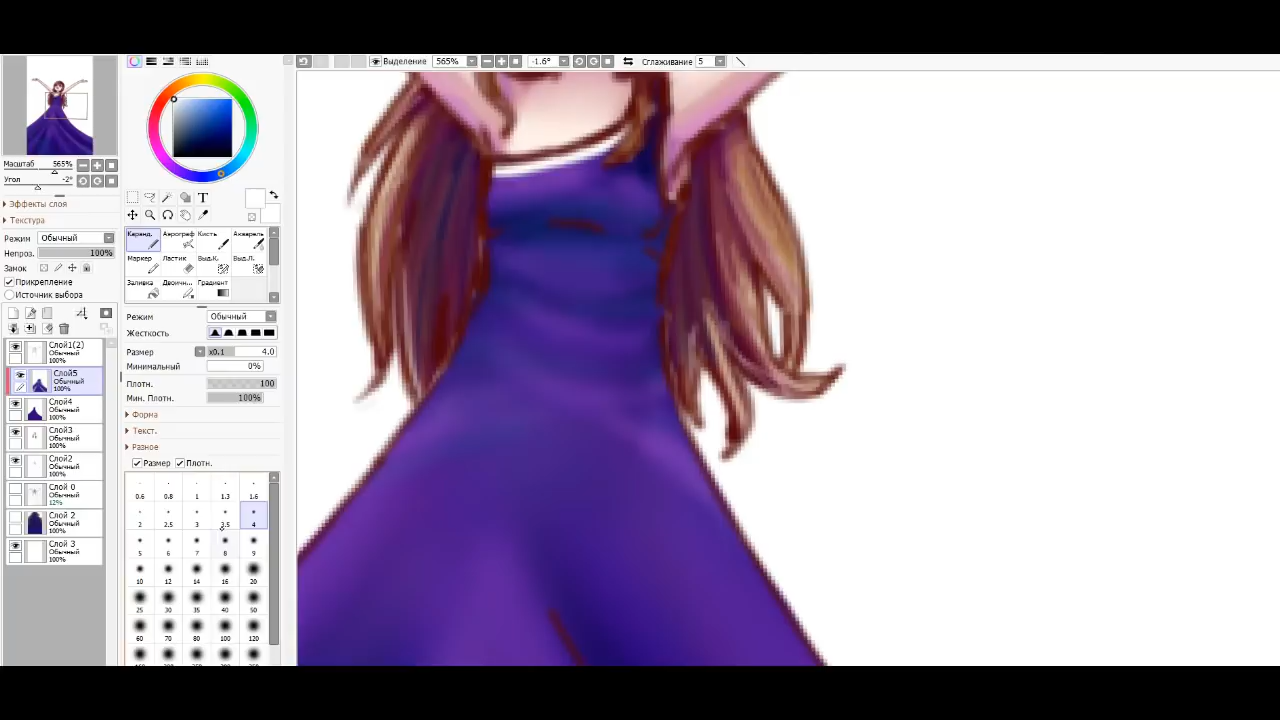 Выделение 565% -1.6° Сглаживание 5
Масштаб 565%
Угол -2°
Эффекты слоя
Текстура
Режим Обычный
Непроз. 100%
Замок
Прикрепление
Источник выбора
Слой1(2)
Обычный
100%
Слой5
Обычный
100%
Слой4
Обычный
100%
Слой3
Обычный
100%
Слой2
Обычный
100%
Слой 0
Обычный
12%
Слой 2
Обычный
100%
Слой 3
Обычный
100%
T
Каранд. Аэрограф Кисть Акварель
Маркер Ластик Выд.К. Выд.Л.
Заливка Двоичн... Градиент
Режим Обычный
Жесткость
Размер x0.1 4.0
Минимальный 0%
Плотн. 100
Мин. Плотн. 100%
Форма
Текст.
Разное
Размер Плотн.
0.6 0.8 1 1.3 1.6
2 2.5 3 3.5 4
5 6 7 8 9
10 12 14 16 20
25 30 35 40 50
60 70 80 100 120